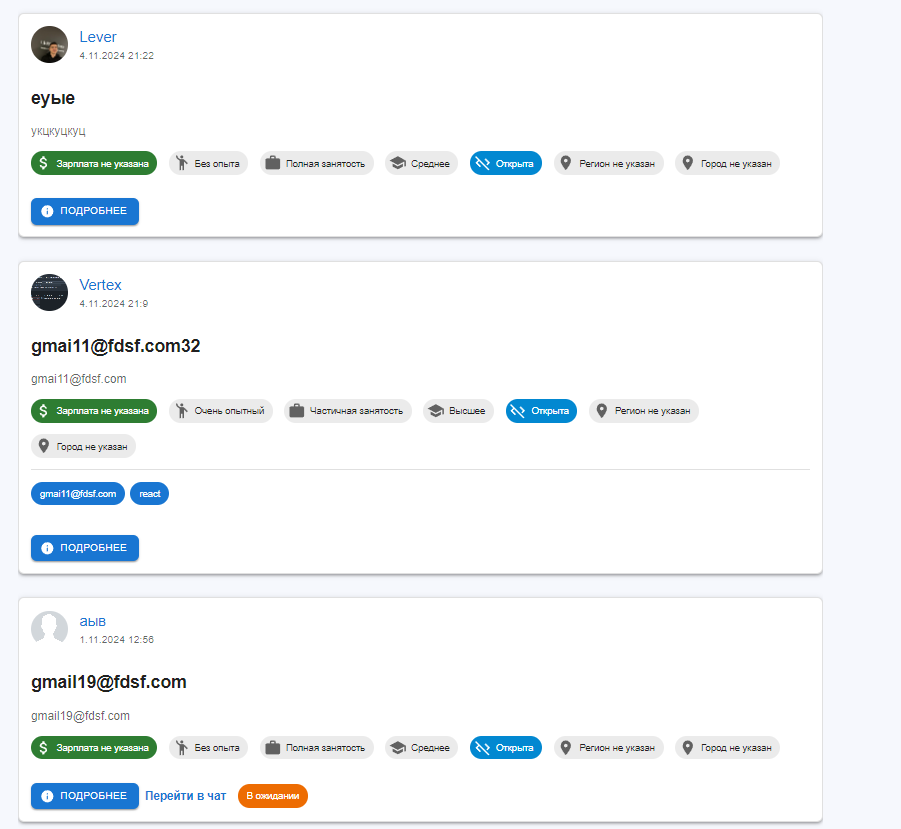 Lever
4.11.2024 21:22
еуые
укцкуцкуц
Зарплата не указана Без опыта Полная занятость Среднее Открыта Регион не указан Город не указан
ПОДРОБНЕЕ
Vertex
4.11.2024 21:9
gmai11@fdsf.com32
gmai11@fdsf.com
Зарплата не указана Очень опытный Частичная занятость Высшее Открыта Регион не указан
Город не указан
gmai11@fdsf.com react
ПОДРОБНЕЕ
аыв
1.11.2024 12:56
gmail19@fdsf.com
gmail19@fdsf.com
Зарплата не указана Без опыта Полная занятость Среднее Открыта Регион не указан Город не указан
ПОДРОБНЕЕ Перейти в чат В ожидании